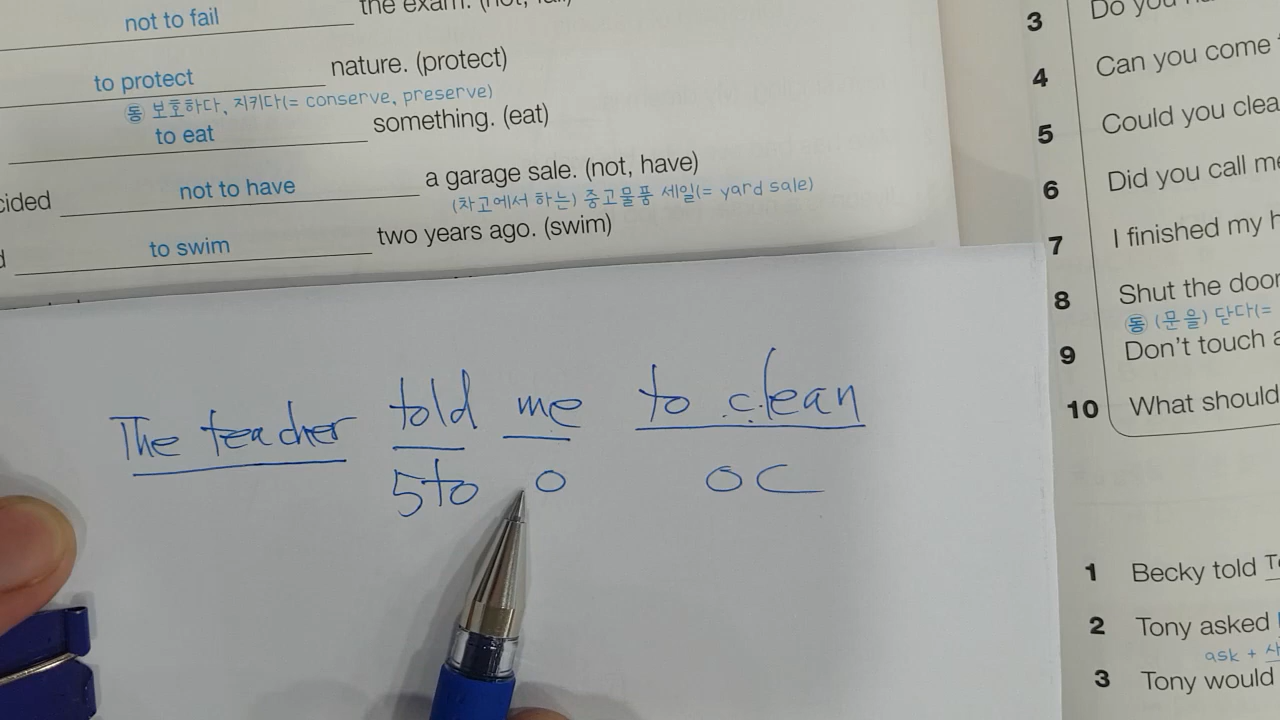 not to fail
the exam. (not, fail)
to protect nature. (protect)
동 보호하다, 지키다(= conserve, preserve)
to eat something. (eat)
not to have a garage sale. (not, have)
(차고에서 하는) 중고물품 세일(= yard sale)
to swim two years ago. (swim)
The teacher told me to clean
5to O OC
3 Do you
4 Can you come
5 Could you
6 Did you call
7 I finished my
8 Shut the door
동 (문을) 닫다(=
9 Don't touch
10 What should
1 Becky told
2 Tony asked
ask +
3 Tony would